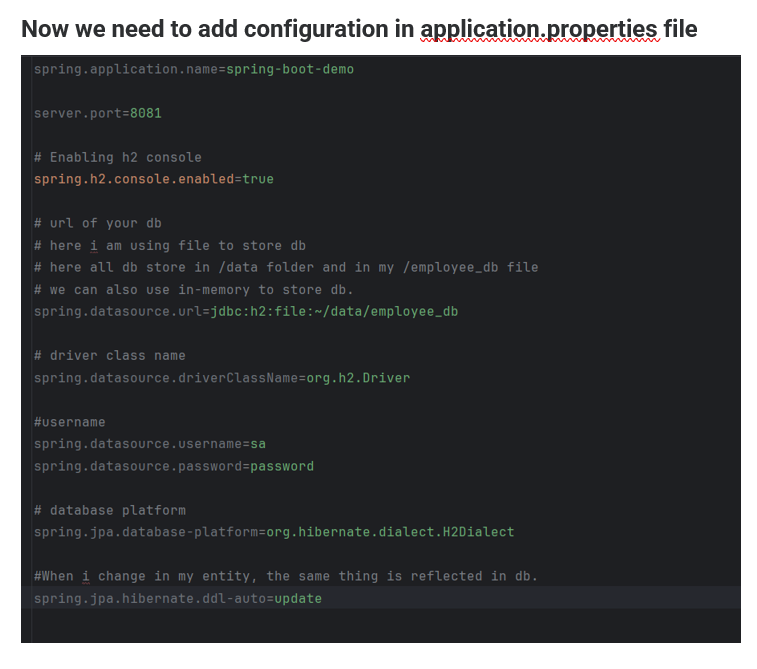 Now we need to add configuration in application.properties file
spring.application.name=spring-boot-demo
server.port=8081
# Enabling h2 console
spring.h2.console.enabled=true
# url of your db
# here i am using file to store db
# here all db store in /data folder and in my /employee_db file
# we can also use in-memory to store db.
spring.datasource.url=jdbc:h2:file:~/data/employee_db
# driver class name
spring.datasource.driverClassName=org.h2.Driver
#username
spring.datasource.username=sa
spring.datasource.password=password
# database platform
spring.jpa.database-platform=org.hibernate.dialect.H2Dialect
#When i change in my entity, the same thing is reflected in db.
spring.jpa.hibernate.ddl-auto=update